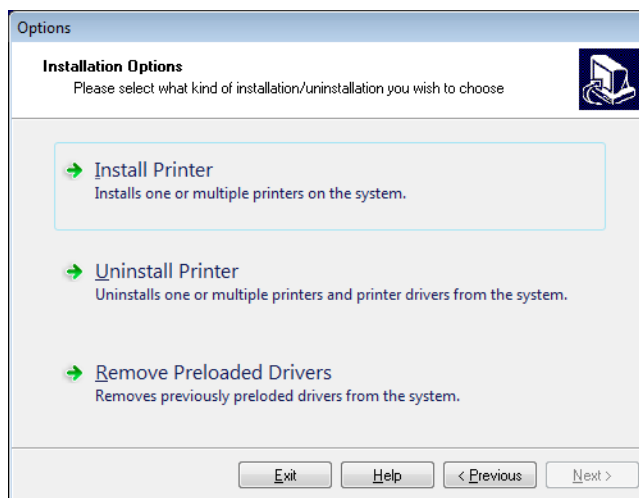 Options
Installation Options
Please select what kind of installation/uninstallation you wish to choose
Install Printer
Installs one or multiple printers on the system.
Uninstall Printer
Uninstalls one or multiple printers and printer drivers from the system.
Remove Preloaded Drivers
Removes previously preloded drivers from the system.
Exit Help < Previous Next >